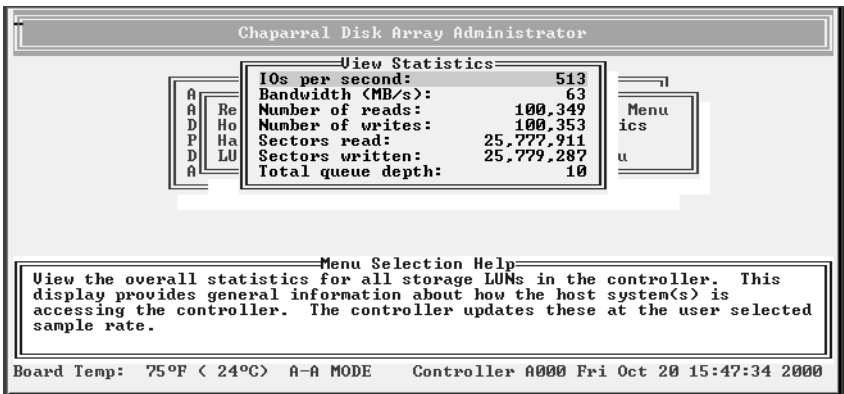 Chaparral Disk Array Administrator
View Statistics
IOs per second: 513
Bandwidth (MB/s): 63
Number of reads: 100,349
Number of writes: 100,353
Sectors read: 25,777,911
Sectors written: 25,779,287
Total queue depth: 10
A
A Re Menu
D Ho ics
P Ha
D LU u
A
Menu Selection Help
View the overall statistics for all storage LUNs in the controller. This
display provides general information about how the host system(s) is
accessing the controller. The controller updates these at the user selected
sample rate.
Board Temp: 75°F ( 24°C) A-A MODE Controller A000 Fri Oct 20 15:47:34 2000